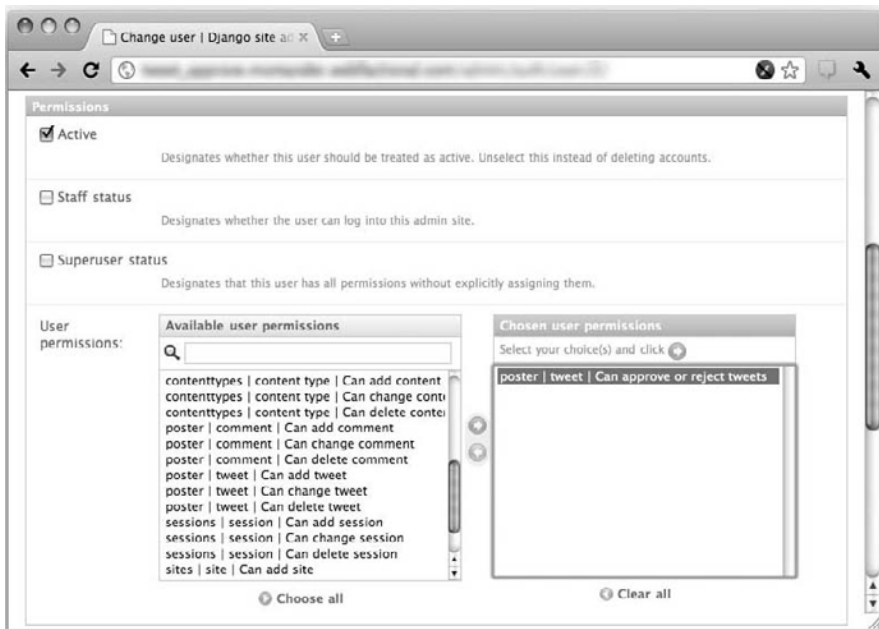 Change user | Django site ad
Permissions
Active
Designates whether this user should be treated as active. Unselect this instead of deleting accounts.
Staff status
Designates whether the user can log into this admin site.
Superuser status
Designates that this user has all permissions without explicitly assigning them.
User permissions:
Available user permissions
contenttypes | content type | Can add content
contenttypes | content type | Can change conte
contenttypes | content type | Can delete conter
poster | comment | Can add comment
poster | comment | Can change comment
poster | comment | Can delete comment
poster | tweet | Can add tweet
poster | tweet | Can change tweet
poster | tweet | Can delete tweet
sessions | session | Can add session
sessions | session | Can change session
sessions | session | Can delete session
sites | site | Can add site
Choose all
Chosen user permissions
Select your choice(s) and click
poster | tweet | Can approve or reject tweets
Clear all